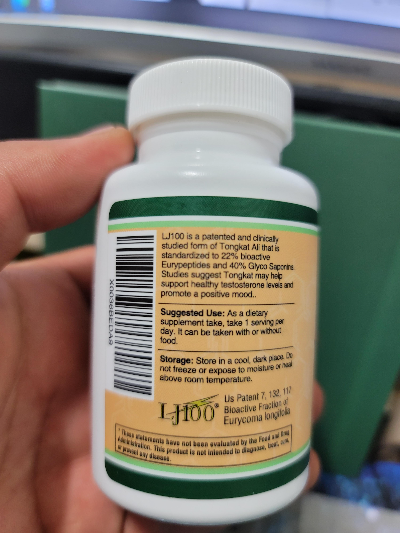 LJ100 is a patented and clinically
studied form of Tongkat Ali that is
standardized to 22% bioactive
Eurypeptides and 40% Glyco Saponins.
Studies suggest Tongkat may help
support healthy testosterone levels and
promote a positive mood..
Suggested Use: As a dietary
supplement take, take 1 serving per
day. It can be taken with or without
food.
Storage: Store in a cool, dark place. Do
not freeze or expose to moisture or heat
above room temperature.
LJ100®
Us Patent 7, 132, 117
Bioactive Fraction of
Eurycoma longifolia
* These statements have not been evaluated by the Food and Drug
Administration. This product is not intended to diagnose, treat, cure,
or prevent any disease.